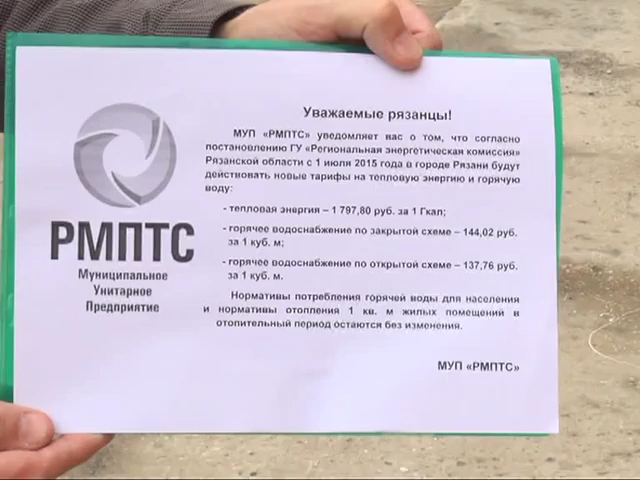 РМПТС
Муниципальное
Унитарное
Предприятие
Уважаемые рязанцы!
МУП «РМПТС» уведомляет вас о том, что согласно
постановлению ГУ «Региональная энергетическая комиссия»
Рязанской области с 1 июля 2015 года в городе Рязани будут
действовать новые тарифы на тепловую энергию и горячую
воду:
- тепловая энергия – 1 797,80 руб. за 1 Гкал;
- горячее водоснабжение по закрытой схеме – 144,02 руб.
за 1 куб. м;
- горячее водоснабжение по открытой схеме – 137,76 руб.
за 1 куб. м.
Нормативы потребления горячей воды для населения
и нормативы отопления 1 кв. м жилых помещений в
отопительный период остаются без изменения.
МУП «РМПТС»